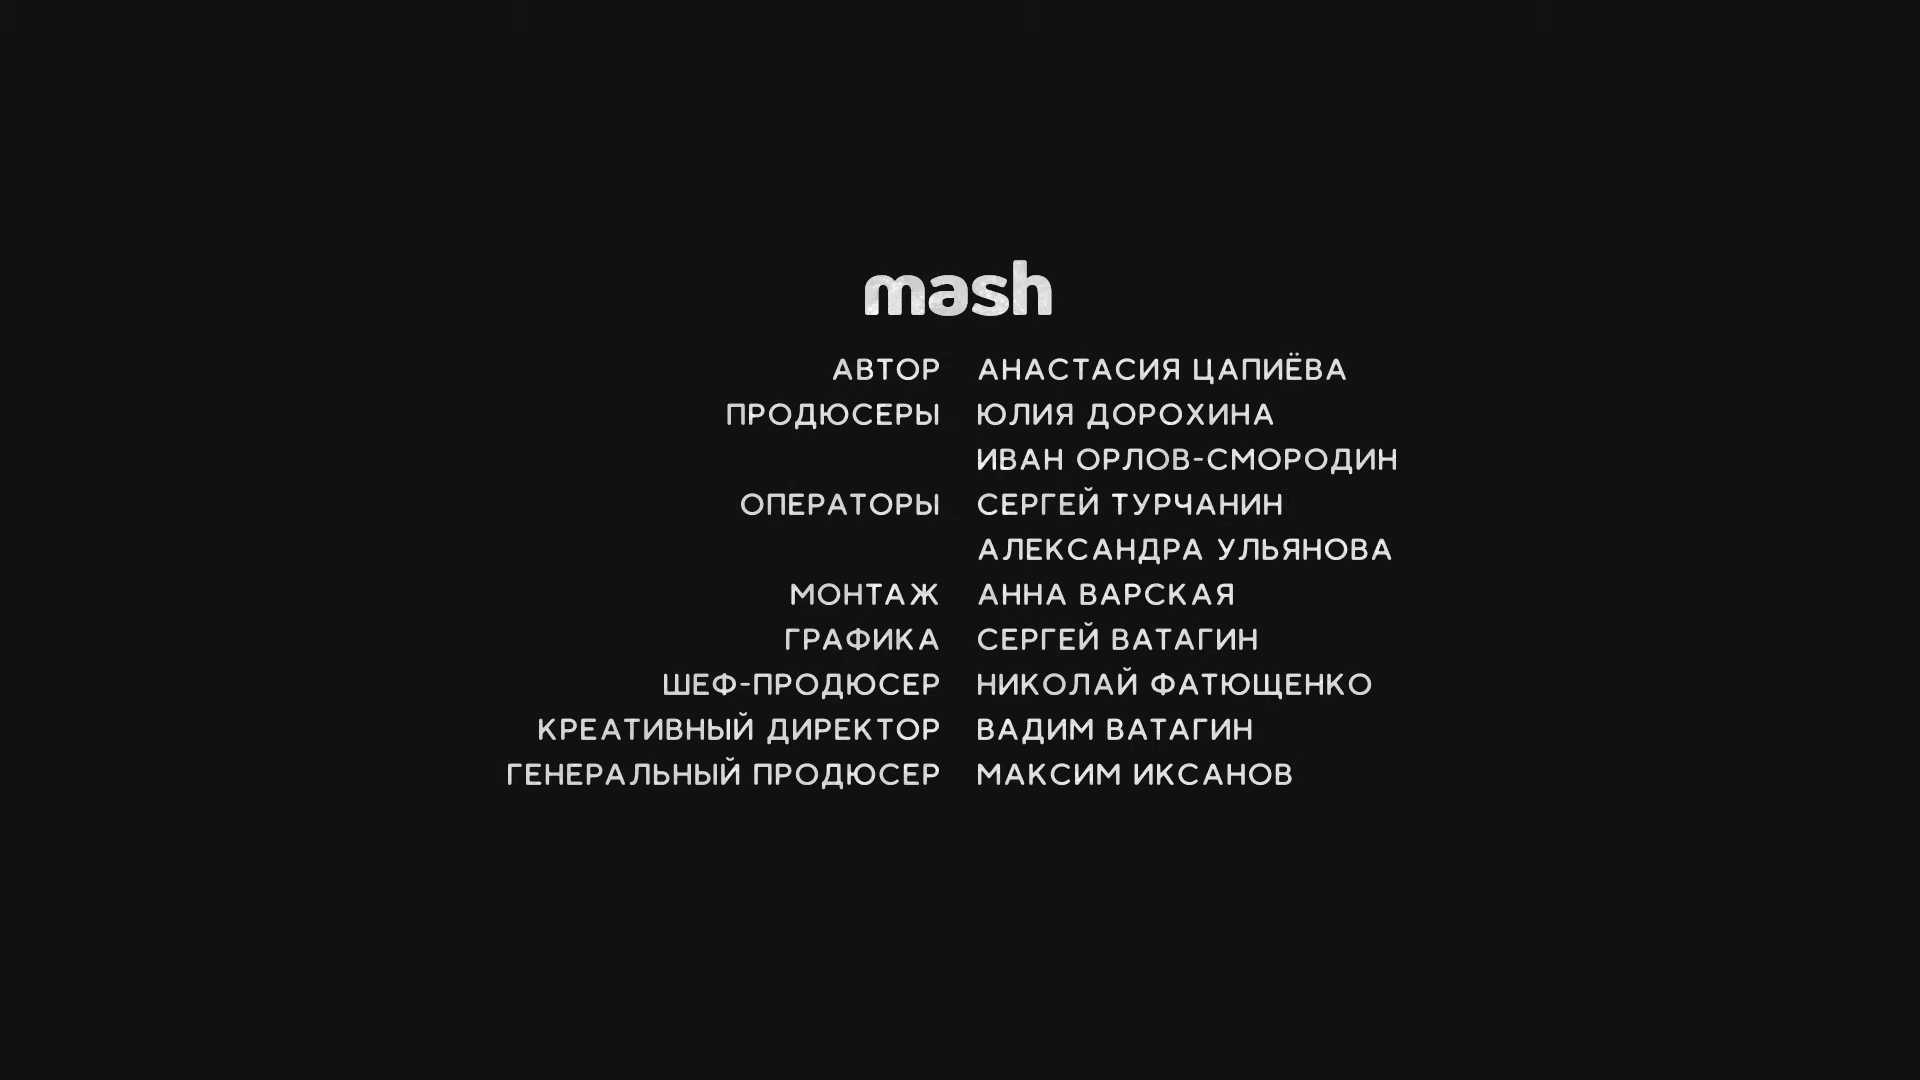 mash
АВТОР АНАСТАСИЯ ЦАПИЁВА
ПРОДЮСЕРЫ ЮЛИЯ ДОРОХИНА
ИВАН ОРЛОВ-СМОРОДИН
ОПЕРАТОРЫ СЕРГЕЙ ТУРЧАНИН
АЛЕКСАНДРА УЛЬЯНОВА
МОНТАЖ АННА ВАРСКАЯ
ГРАФИКА СЕРГЕЙ ВАТАГИН
ШЕФ-ПРОДЮСЕР НИКОЛАЙ ФАТЮЩЕНКО
КРЕАТИВНЫЙ ДИРЕКТОР ВАДИМ ВАТАГИН
ГЕНЕРАЛЬНЫЙ ПРОДЮСЕР МАКСИМ ИКСАНОВ